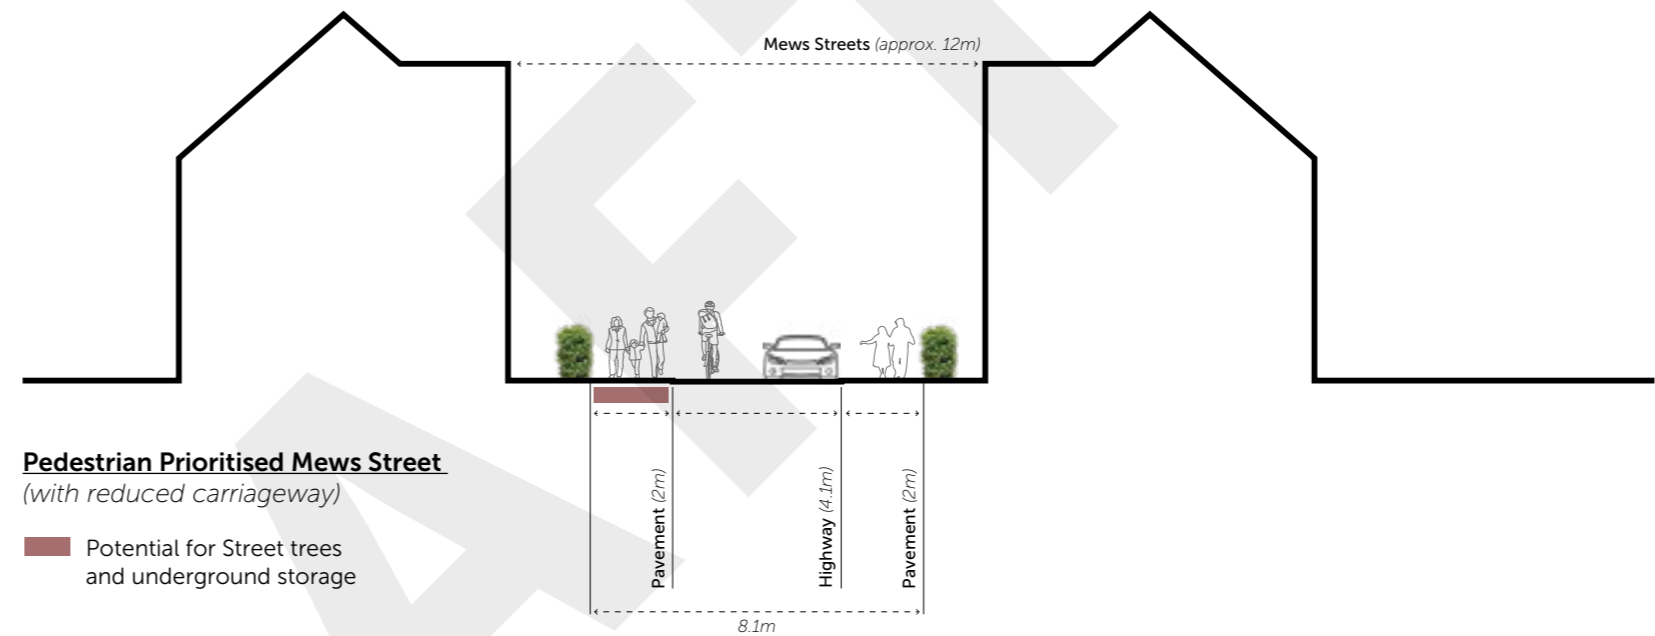 Mews Streets (approx. 12m)
Pedestrian Prioritised Mews Street
(with reduced carriageway)
Potential for Street trees
and underground storage
Pavement (2m)
Highway (4.1m)
Pavement (2m)
8.1m